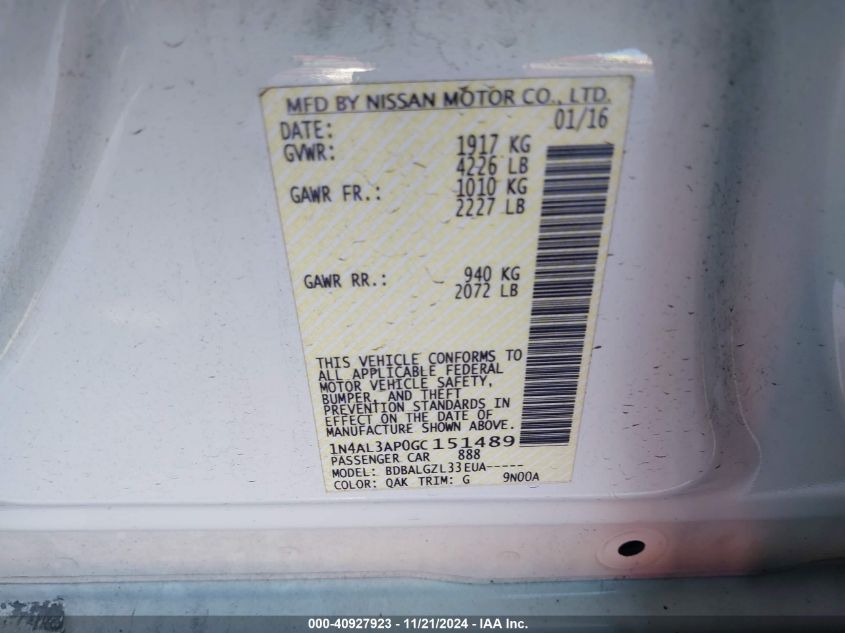 MFD BY NISSAN MOTOR CO., LTD.
DATE: 01/16
GVWR: 1917 KG
4226 LB
GAWR FR.: 1010 KG
2227 LB
GAWR RR.: 940 KG
2072 LB
THIS VEHICLE CONFORMS TO
ALL APPLICABLE FEDERAL
MOTOR VEHICLE SAFETY,
BUMPER, AND THEFT
PREVENTION STANDARDS IN
EFFECT ON THE DATE OF
MANUFACTURE SHOWN ABOVE.
1N4AL3AP0GC151489
PASSENGER CAR 888
MODEL: BDBALGZL33EUA-----
COLOR: QAK TRIM: G 9N00A
000-40927923 - 11/21/2024 - IAA Inc.